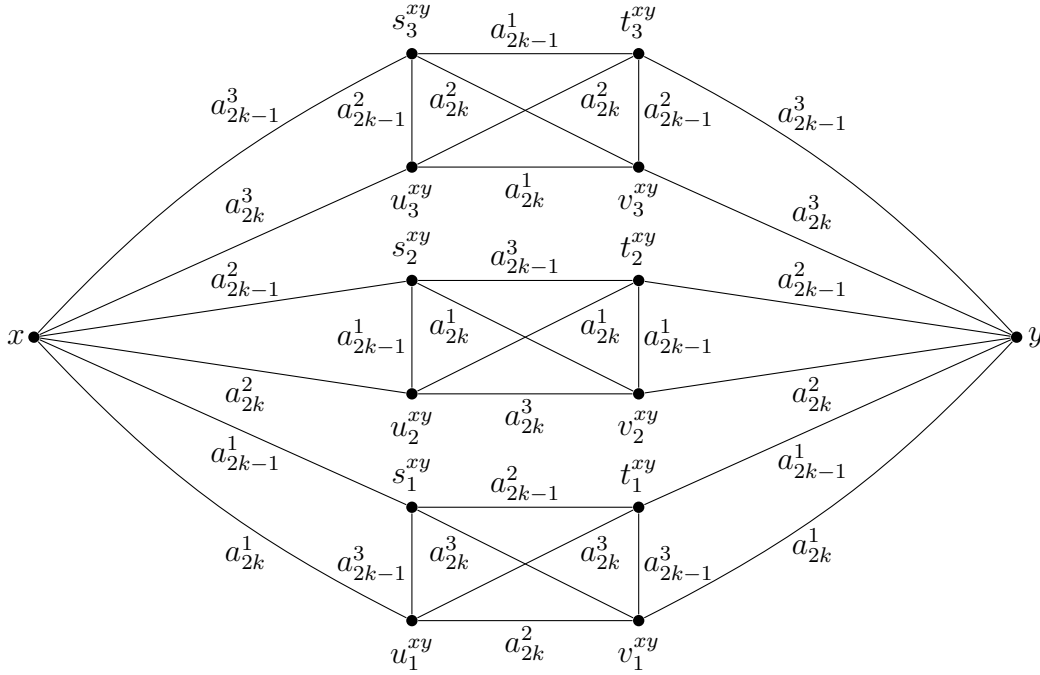 s_3^{xy} t_3^{xy}
a_{2k-1}^1
a_{2k-1}^3 a_{2k-1}^2 a_{2k}^2 a_{2k}^2 a_{2k-1}^2 a_{2k-1}^3
a_{2k}^3 u_3^{xy} a_{2k}^1 v_3^{xy} a_{2k}^3
s_2^{xy} t_2^{xy}
a_{2k-1}^2 a_{2k-1}^3 a_{2k-1}^2
x a_{2k-1}^1 a_{2k}^1 a_{2k}^1 a_{2k-1}^1 y
a_{2k}^2 u_2^{xy} a_{2k}^3 v_2^{xy} a_{2k}^2
a_{2k-1}^1 s_1^{xy} a_{2k-1}^2 t_1^{xy} a_{2k-1}^1
a_{2k}^1 a_{2k-1}^3 a_{2k}^3 a_{2k}^3 a_{2k-1}^3 a_{2k}^1
u_1^{xy} a_{2k}^2 v_1^{xy}